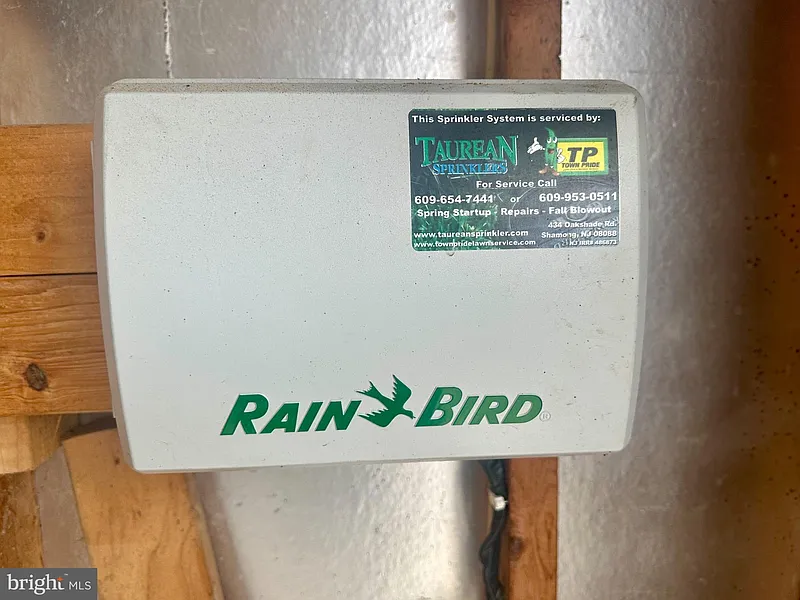 This Sprinkler System is serviced by:
TAUREAN
SPRINKLERS
TP
TOWN PRIDE
For Service Call
609-654-7441 or 609-953-0511
Spring Startup - Repairs - Fall Blowout
434 Oakshade Rd.
www.taureansprinkler.com Shamong, NJ 08088
www.townpridelawnservice.com
RAIN BIRD®
bright MLS